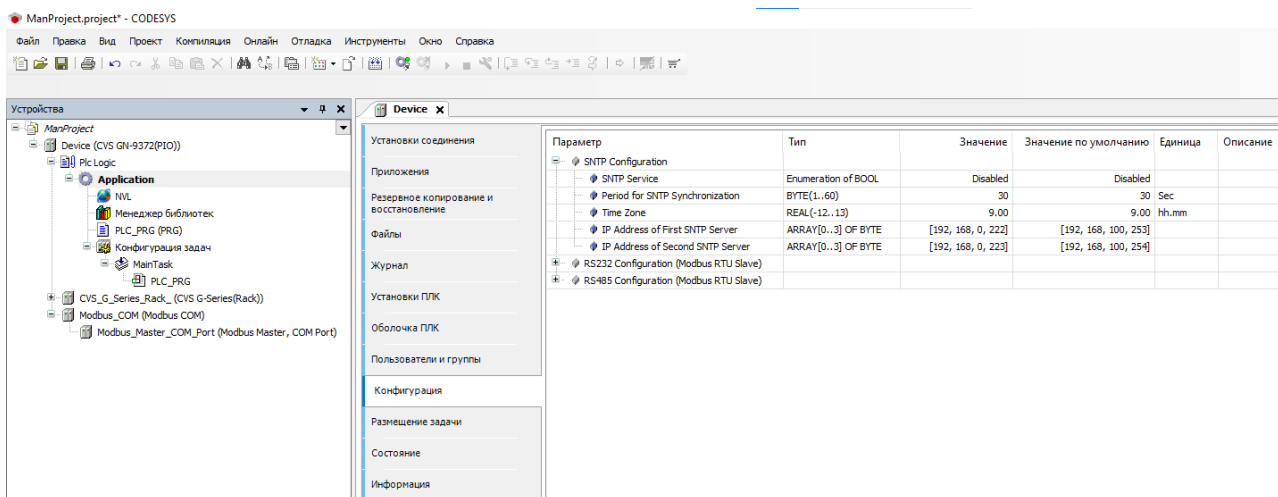 ManProject.project* - CODESYS
Файл Правка Вид Проект Компиляция Онлайн Отладка Инструменты Окно Справка
Устройства
ManProject
Device (CVS GN-9372(PIO))
Plc Logic
Application
NVL
Менеджер библиотек
PLC_PRG (PRG)
Конфигурация задач
MainTask
PLC_PRG
CVS_G_Series_Rack_ (CVS G-Series(Rack))
Modbus_COM (Modbus COM)
Modbus_Master_COM_Port (Modbus Master, COM Port)
Device
Установки соединения
Приложения
Резервное копирование и
восстановление
Файлы
Журнал
Установки ПЛК
Оболочка ПЛК
Пользователи и группы
Конфигурация
Размещение задачи
Состояние
Информация
Параметр Тип Значение Значение по умолчанию Единица Описание
SNTP Configuration
SNTP Service Enumeration of BOOL Disabled Disabled
Period for SNTP Synchronization BYTE(1..60) 30 30 Sec
Time Zone REAL(-12..13) 9.00 9.00 hh.mm
IP Address of First SNTP Server ARRAY[0..3] OF BYTE [192, 168, 0, 222] [192, 168, 100, 253]
IP Address of Second SNTP Server ARRAY[0..3] OF BYTE [192, 168, 0, 223] [192, 168, 100, 254]
RS232 Configuration (Modbus RTU Slave)
RS485 Configuration (Modbus RTU Slave)